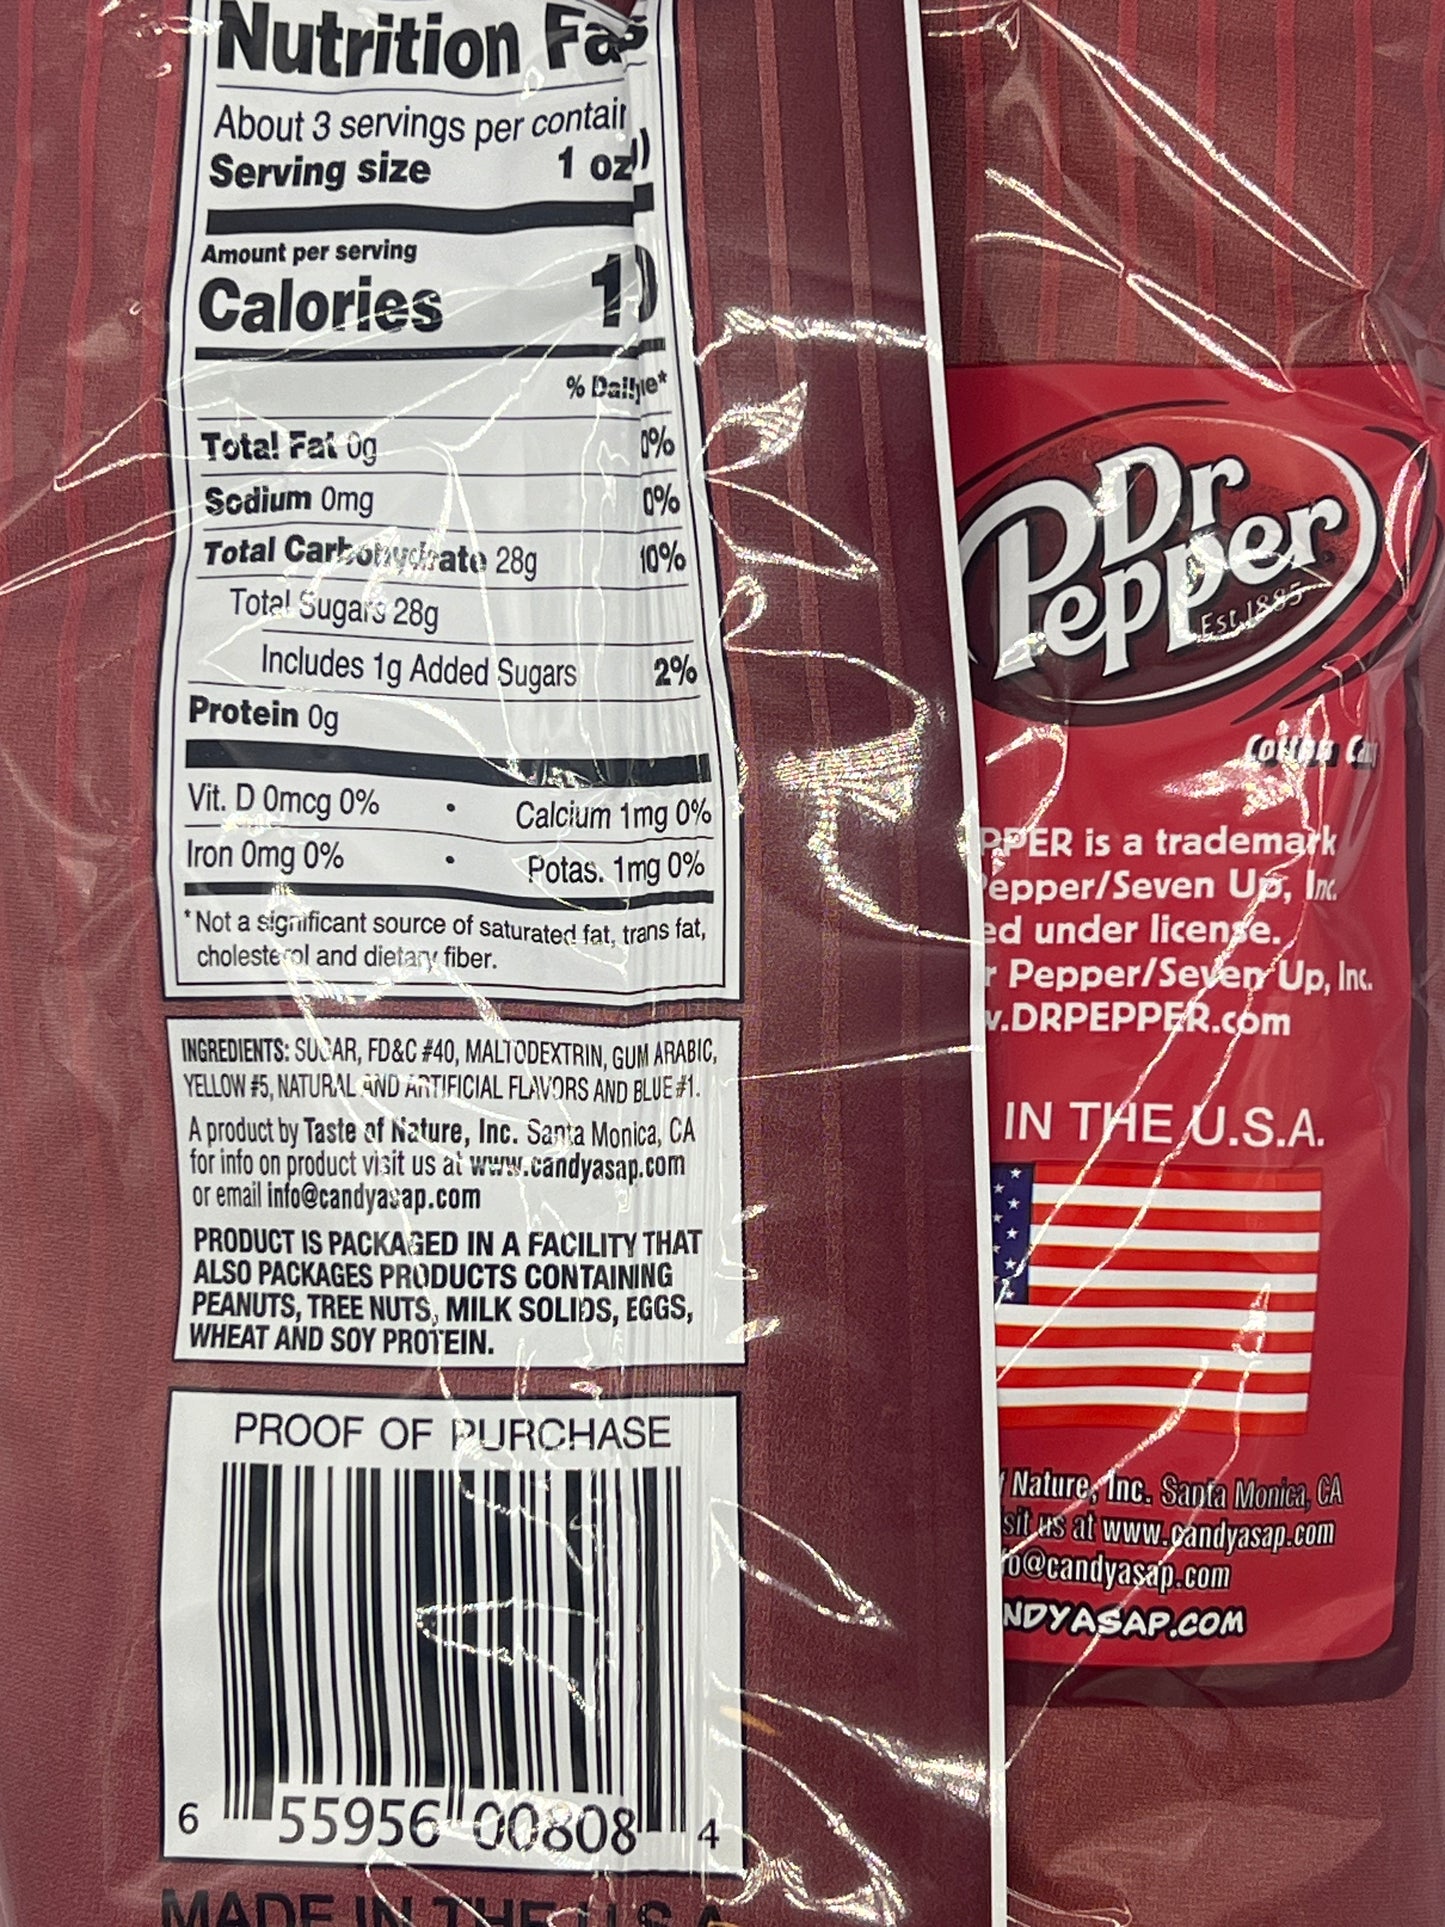 Nutrition Fa
About 3 servings per contai
Serving size 1 oz
Amount per serving
Calories
% Dail
Total Fat 0g 0%
Sodium 0mg 0%
Total Carbohydrate 28g 10%
Total Sugars 28g
Includes 1g Added Sugars 2%
Protein 0g
Vit. D 0mcg 0% • Calcium 1mg 0%
Iron 0mg 0% • Potas. 1mg 0%
* Not a significant source of saturated fat, trans fat,
cholesterol and dietary fiber.
INGREDIENTS: SUGAR, FD&C #40, MALTODEXTRIN, GUM ARABIC,
YELLOW #5, NATURAL AND ARTIFICIAL FLAVORS AND BLUE #1.
A product by Taste of Nature, Inc. Santa Monica, CA
for info on product visit us at www.candyasap.com
or email info@candyasap.com
PRODUCT IS PACKAGED IN A FACILITY THAT
ALSO PACKAGES PRODUCTS CONTAINING
PEANUTS, TREE NUTS, MILK SOLIDS, EGGS,
WHEAT AND SOY PROTEIN.
PROOF OF PURCHASE
6 55956 00808 4
MADE IN THE U.S.A
Dr
Pepper
Est. 1885
Cotton
PPER is a trademark
Pepper/Seven Up, Inc.
ed under license.
r Pepper/Seven Up, Inc.
w.DRPEPPER.com
IN THE U.S.A.
f Nature, Inc. Santa Monica, CA
sit us at www.candyasap.com
fo@candyasap.com
NDYASAP.COM